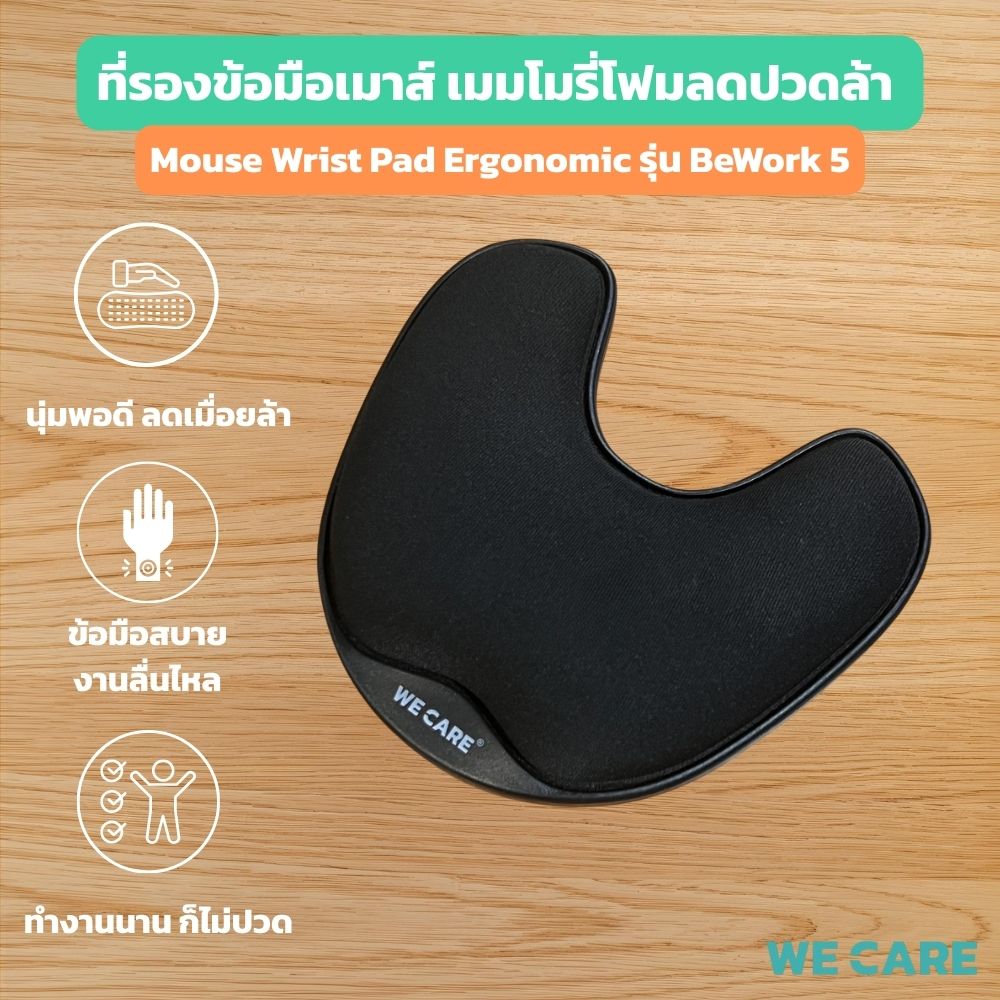 ที่รองข้อมือเมาส์ เมมโมรี่โฟมลดปวดล้า
Mouse Wrist Pad Ergonomic รุ่น BeWork 5
นุ่มพอดี ลดเมื่อยล้า
ข้อมือสบาย
งานลื่นไหล
ทำงานนาน ก็ไม่ปวด
WE CARE®
WE CARE